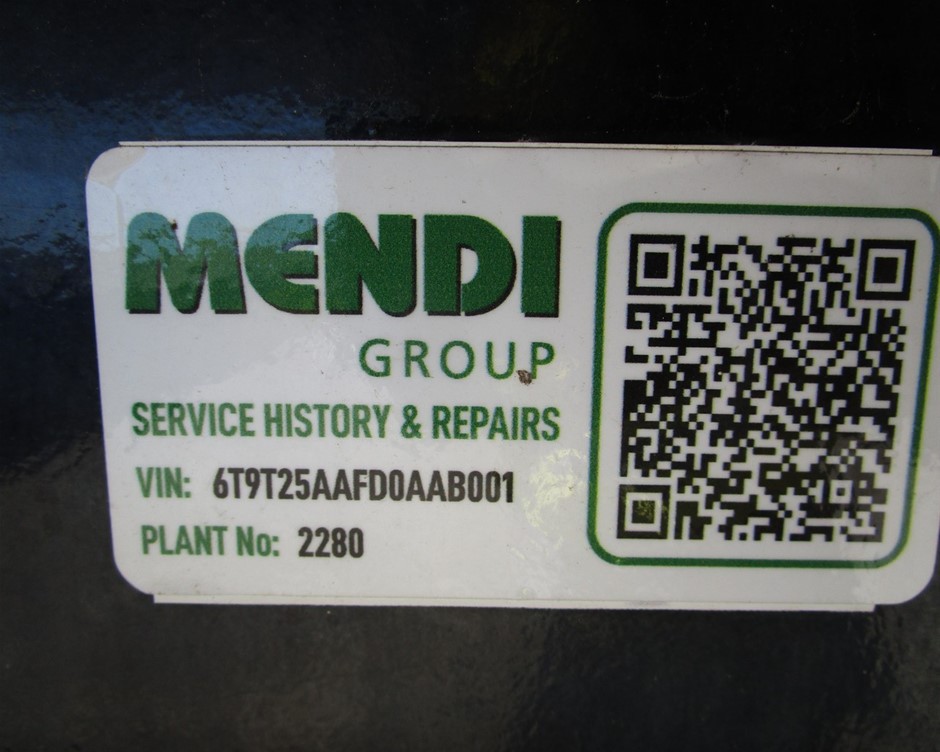 MENDI
GROUP
SERVICE HISTORY & REPAIRS
VIN: 6T9T25AAFD0AAB001
PLANT No: 2280